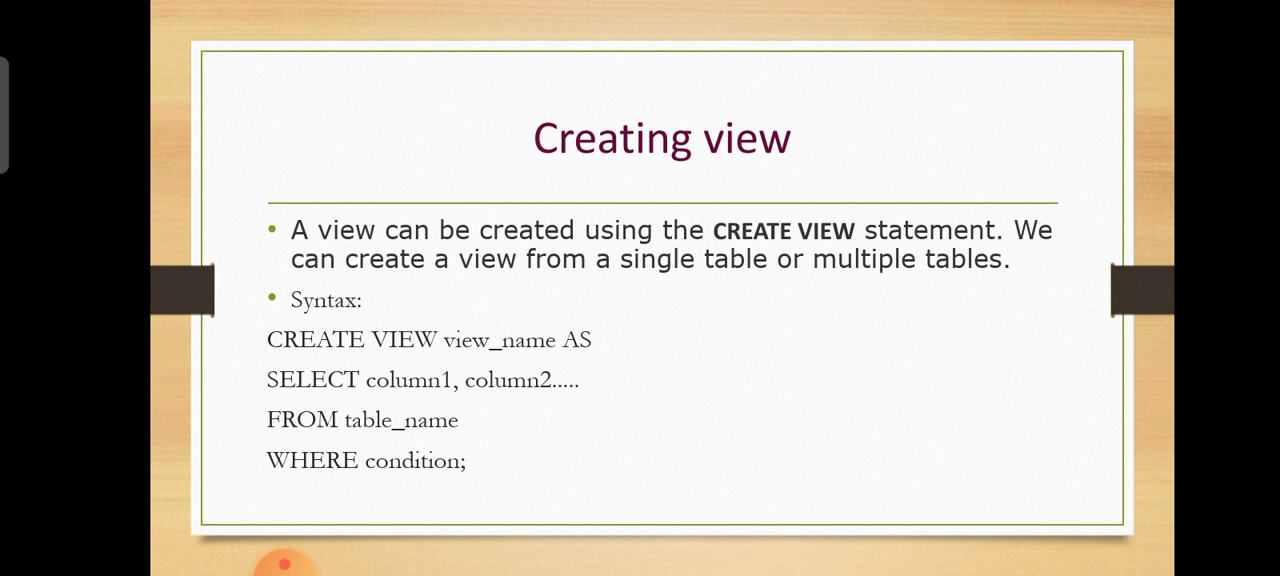 Creating view
• A view can be created using the CREATE VIEW statement. We
can create a view from a single table or multiple tables.
• Syntax:
CREATE VIEW view_name AS
SELECT column1, column2.....
FROM table_name
WHERE condition;